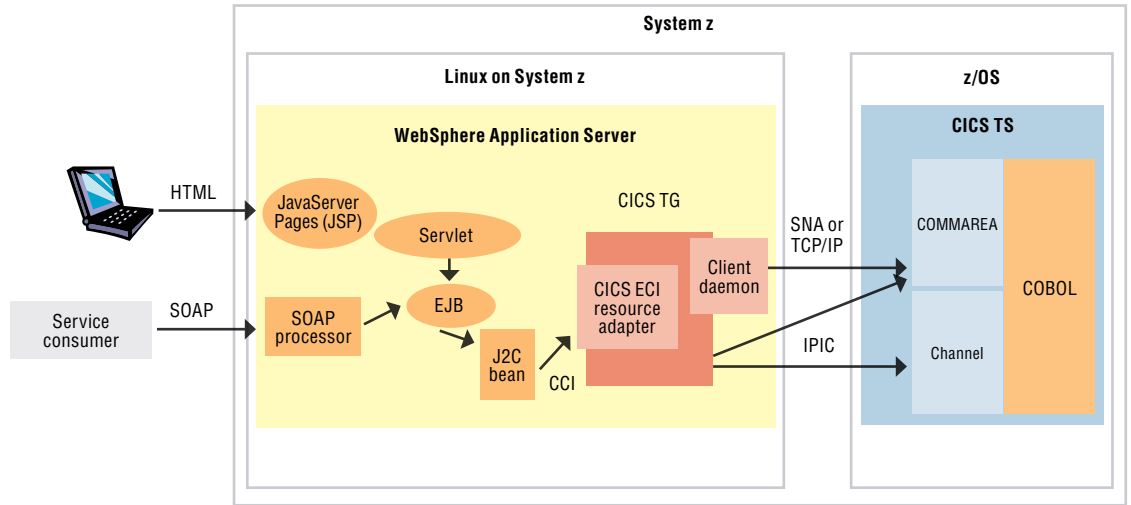 System z
Linux on System z
z/OS
WebSphere Application Server
CICS TS
HTML
JavaServer
Pages (JSP)
Servlet
CICS TG
SNA or
TCP/IP
COMMAREA
COBOL
Client
daemon
CICS ECI
resource
adapter
EJB
SOAP
Service
consumer
SOAP
processor
J2C
bean
CCI
IPIC
Channel